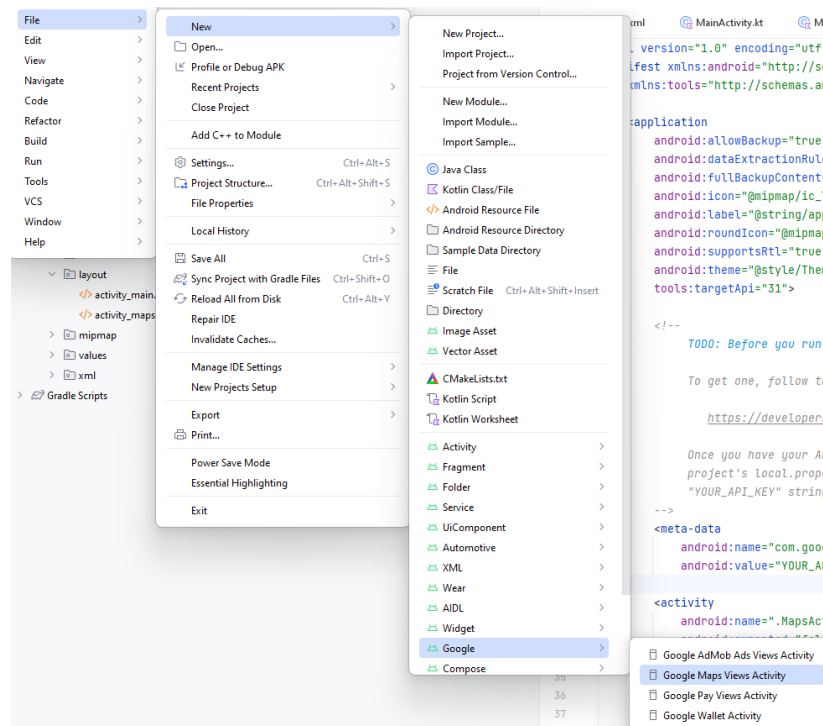 File
Edit
View
Navigate
Code
Refactor
Build
Run
Tools
VCS
Window
Help
layout
activity_main.
activity_maps
mipmap
values
xml
Gradle Scripts
New
Open...
Profile or Debug APK
Recent Projects
Close Project
Add C++ to Module
Settings... Ctrl+Alt+S
Project Structure... Ctrl+Alt+Shift+S
File Properties
Local History
Save All Ctrl+S
Sync Project with Gradle Files Ctrl+Shift+O
Reload All from Disk Ctrl+Alt+Y
Repair IDE
Invalidate Caches...
Manage IDE Settings
New Projects Setup
Export
Print...
Power Save Mode
Essential Highlighting
Exit
New Project...
Import Project...
Project from Version Control...
New Module...
Import Module...
Import Sample...
Java Class
Kotlin Class/File
Android Resource File
Android Resource Directory
Sample Data Directory
File
Scratch File Ctrl+Alt+Shift+Insert
Directory
Image Asset
Vector Asset
CMakeLists.txt
Kotlin Script
Kotlin Worksheet
Activity
Fragment
Folder
Service
UiComponent
Automotive
XML
Wear
AIDL
Widget
Google
Compose
Google AdMob Ads Views Activity
Google Maps Views Activity
Google Pay Views Activity
Google Wallet Activity
MainActivity.kt M
version="1.0" encoding="utf
ifest xmlns:android="http://s
xmlns:tools="http://schemas.a
<application
android:allowBackup="true
android:dataExtractionRul
android:fullBackupContent
android:icon="@mipmap/ic_
android:label="@string/app
android:roundIcon="@mipma
android:supportsRtl="true
android:theme="@style/The
tools:targetApi="31">
<!--
TODO: Before you run
To get one, follow t
https://developers
Once you have your A
project's local.prope
"YOUR_API_KEY" string
-->
<meta-data
android:name="com.goo
android:value="YOUR_A
<activity
android:name=".MapsAc
35
36
37